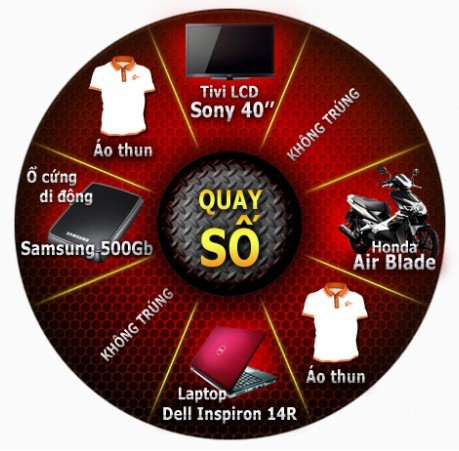 Tivi LCD
Sony 40"
KHÔNG TRÚNG
Honda
Air Blade
Áo thun
Laptop
Dell Inspiron 14R
KHÔNG TRÚNG
Ổ cứng
di động
SAMSUNG
Samsung 500Gb
Áo thun
QUAY
SỐ